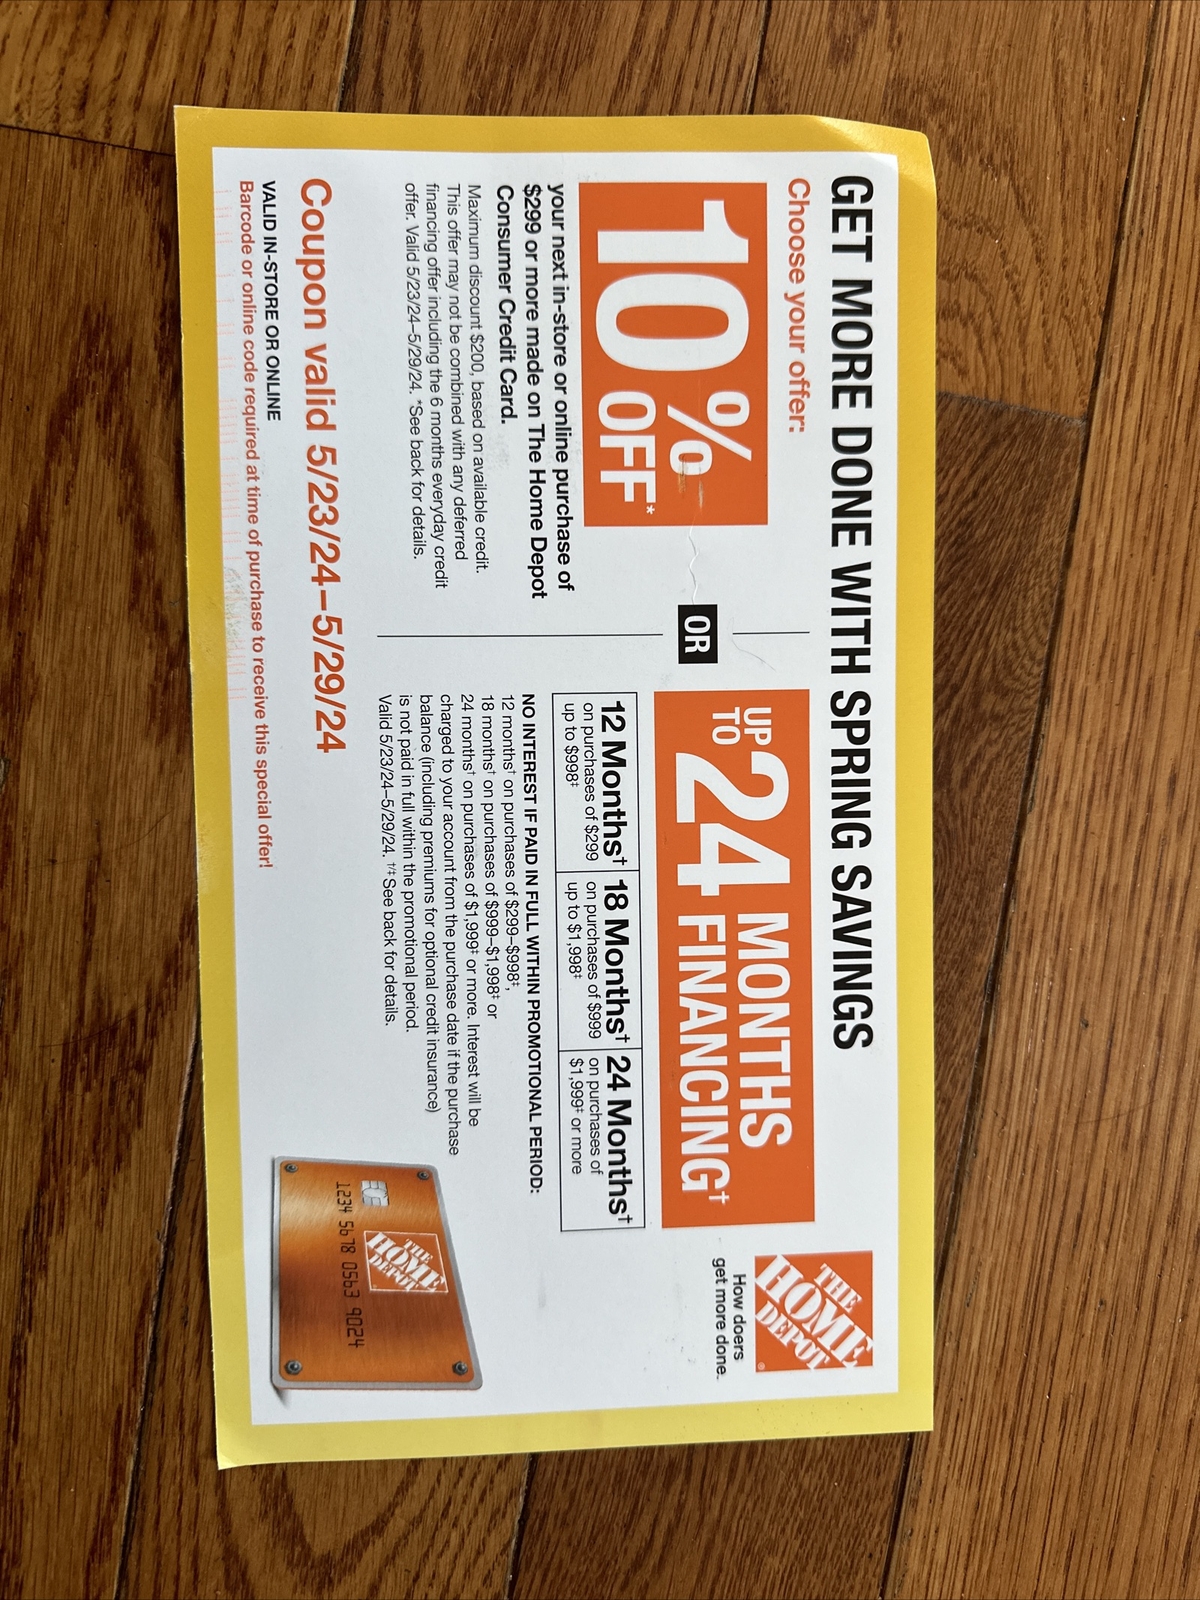 GET MORE DONE WITH SPRING SAVINGS
Choose your offer:
10%
OFF*
your next in-store or online purchase of
$299 or more made on The Home Depot
Consumer Credit Card.
Maximum discount $200, based on available credit.
This offer may not be combined with any deferred
financing offer including the 6 months everyday credit
offer. Valid 5/23/24–5/29/24. *See back for details.
OR
UP
TO
24 MONTHS
FINANCING†
12 Months†
on purchases of $299
up to $998‡
18 Months†
on purchases of $999
up to $1,998‡
24 Months†
on purchases of
$1,999‡ or more
NO INTEREST IF PAID IN FULL WITHIN PROMOTIONAL PERIOD:
12 months† on purchases of $299–$998‡,
18 months† on purchases of $999–$1,998‡ or
24 months† on purchases of $1,999‡ or more. Interest will be
charged to your account from the purchase date if the purchase
balance (including premiums for optional credit insurance)
is not paid in full within the promotional period.
Valid 5/23/24–5/29/24. †/‡See back for details.
THE
HOME
DEPOT
®
How doers
get more done.
Coupon valid 5/23/24–5/29/24
VALID IN-STORE OR ONLINE
Barcode or online code required at time of purchase to receive this special offer!
THE
HOME
DEPOT
1234 5678 0563 9024